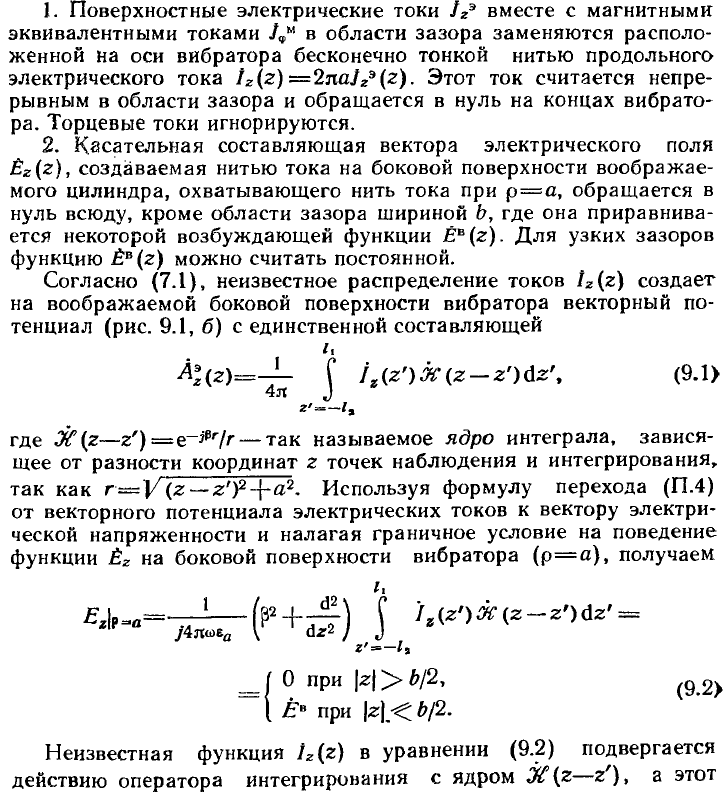 1. Поверхностные электрические токи J̇zэ вместе с магнитными
эквивалентными токами J̇φм в области зазора заменяются располо-
женной на оси вибратора бесконечно тонкой нитью продольного
электрического тока İz(z)=2πaJ̇zэ(z). Этот ток считается непре-
рывным в области зазора и обращается в нуль на концах вибрато-
ра. Торцевые токи игнорируются.
2. Касательная составляющая вектора электрического поля
Ėz(z), создаваемая нитью тока на боковой поверхности воображае-
мого цилиндра, охватывающего нить тока при ρ=a, обращается в
нуль всюду, кроме области зазора шириной b, где она приравнива-
ется некоторой возбуждающей функции Ėв(z). Для узких зазоров
функцию Ėв(z) можно считать постоянной.
Согласно (7.1), неизвестное распределение токов İz(z) создает
на воображаемой боковой поверхности вибратора векторный по-
тенциал (рис. 9.1, б) с единственной составляющей
Ȧzэ(z)= 1/4π ∫_{z'=−l₂}^{l₁} İz(z')𝒦̇(z−z')dz', (9.1)
где 𝒦̇(z—z')=e−jβr/r — так называемое ядро интеграла, завися-
щее от разности координат z точек наблюдения и интегрирования,
так как r=√(z−z')²+a². Используя формулу перехода (П.4)
от векторного потенциала электрических токов к вектору электри-
ческой напряженности и налагая граничное условие на поведение
функции Ėz на боковой поверхности вибратора (ρ=a), получаем
Ez|ρ=a= 1/j4πωεa (β²+ d²/dz²) ∫_{z'=−l₂}^{l₁} İz(z')𝒦̇(z−z')dz' =
= { 0 при |z|>b/2,
Ėв при |z|⩽b/2. (9.2)
Неизвестная функция İz(z) в уравнении (9.2) подвергается
действию оператора интегрирования с ядром 𝒦̇(z—z'), а этот